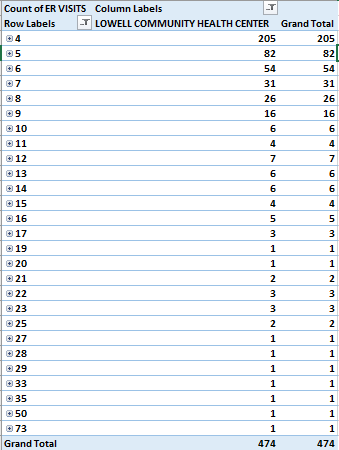 Count of ER VISITS Column Labels
Row Labels LOWELL COMMUNITY HEALTH CENTER Grand Total
4 205 205
5 82 82
6 54 54
7 31 31
8 26 26
9 16 16
10 6 6
11 4 4
12 7 7
13 6 6
14 6 6
15 4 4
16 5 5
17 3 3
19 1 1
20 1 1
21 2 2
22 3 3
23 3 3
25 2 2
27 1 1
28 1 1
29 1 1
33 1 1
35 1 1
50 1 1
73 1 1
Grand Total 474 474